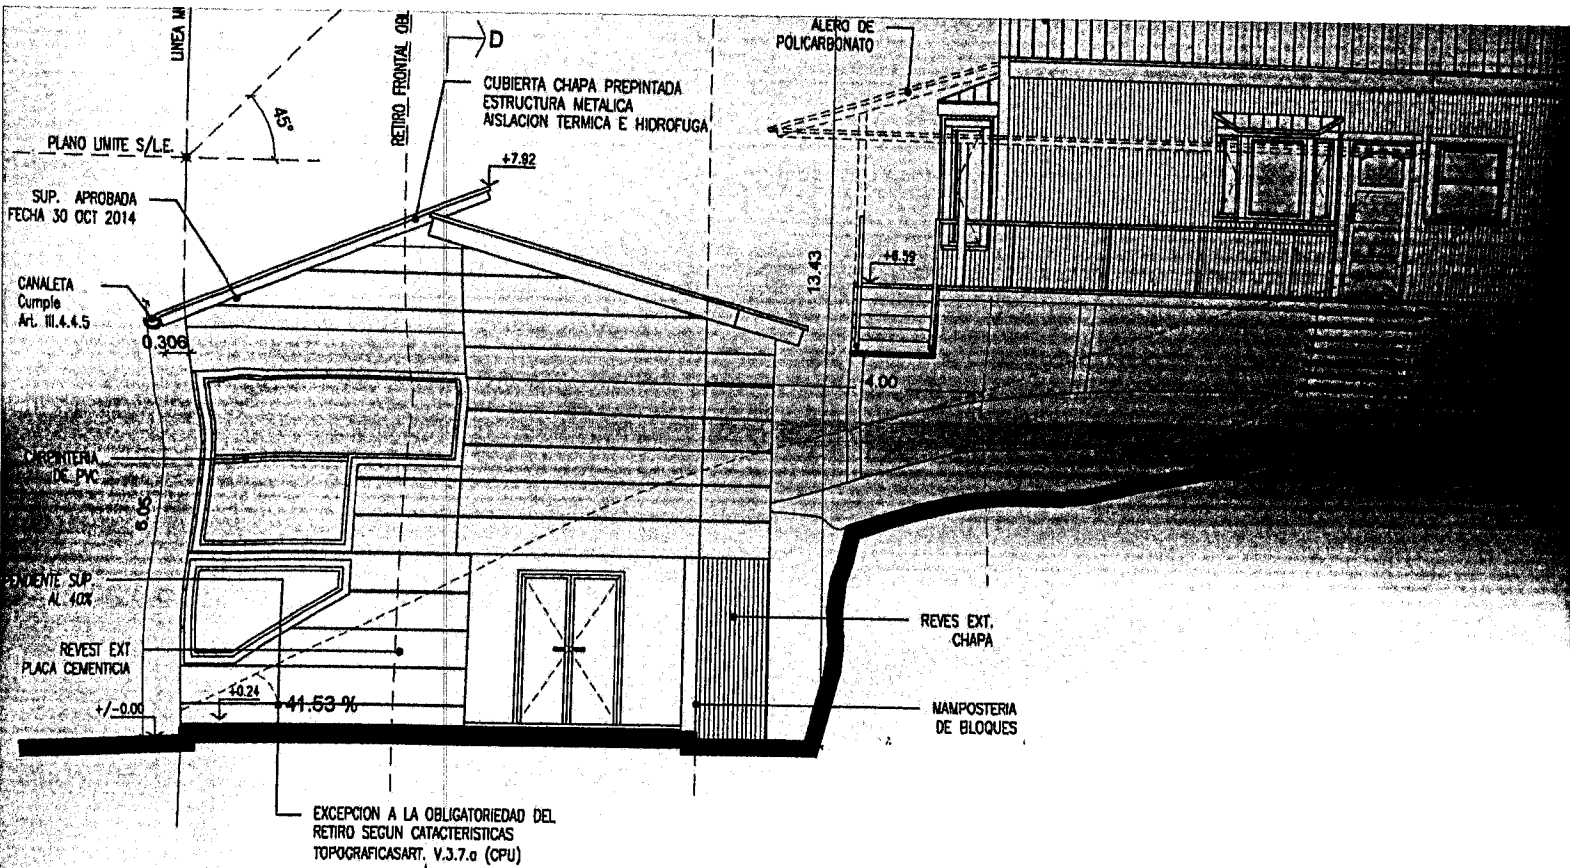 LINEA M
RETIRO FRONTAL OBL
D
ALERO DE
POLICARBONATO
CUBIERTA CHAPA PREPINTADA
ESTRUCTURA METALICA
AISLACION TERMICA E HIDROFUGA
45°
PLANO LIMITE S/L.E.
+7.92
SUP. APROBADA
FECHA 30 OCT 2014
+6.59
13.43
CANALETA
Cumple
Art. III.4.4.5
0.306
4.00
CARPINTERIA
DE PVC
6.05
PENDIENTE SUP.
AL 40%
REVES EXT.
CHAPA
REVEST EXT
PLACA CEMENTICIA
+0.24
41.53 %
+/-0.00
MAMPOSTERIA
DE BLOQUES
EXCEPCION A LA OBLIGATORIEDAD DEL
RETIRO SEGUN CATACTERISTICAS
TOPOGRAFICASART. V.3.7.a (CPU)